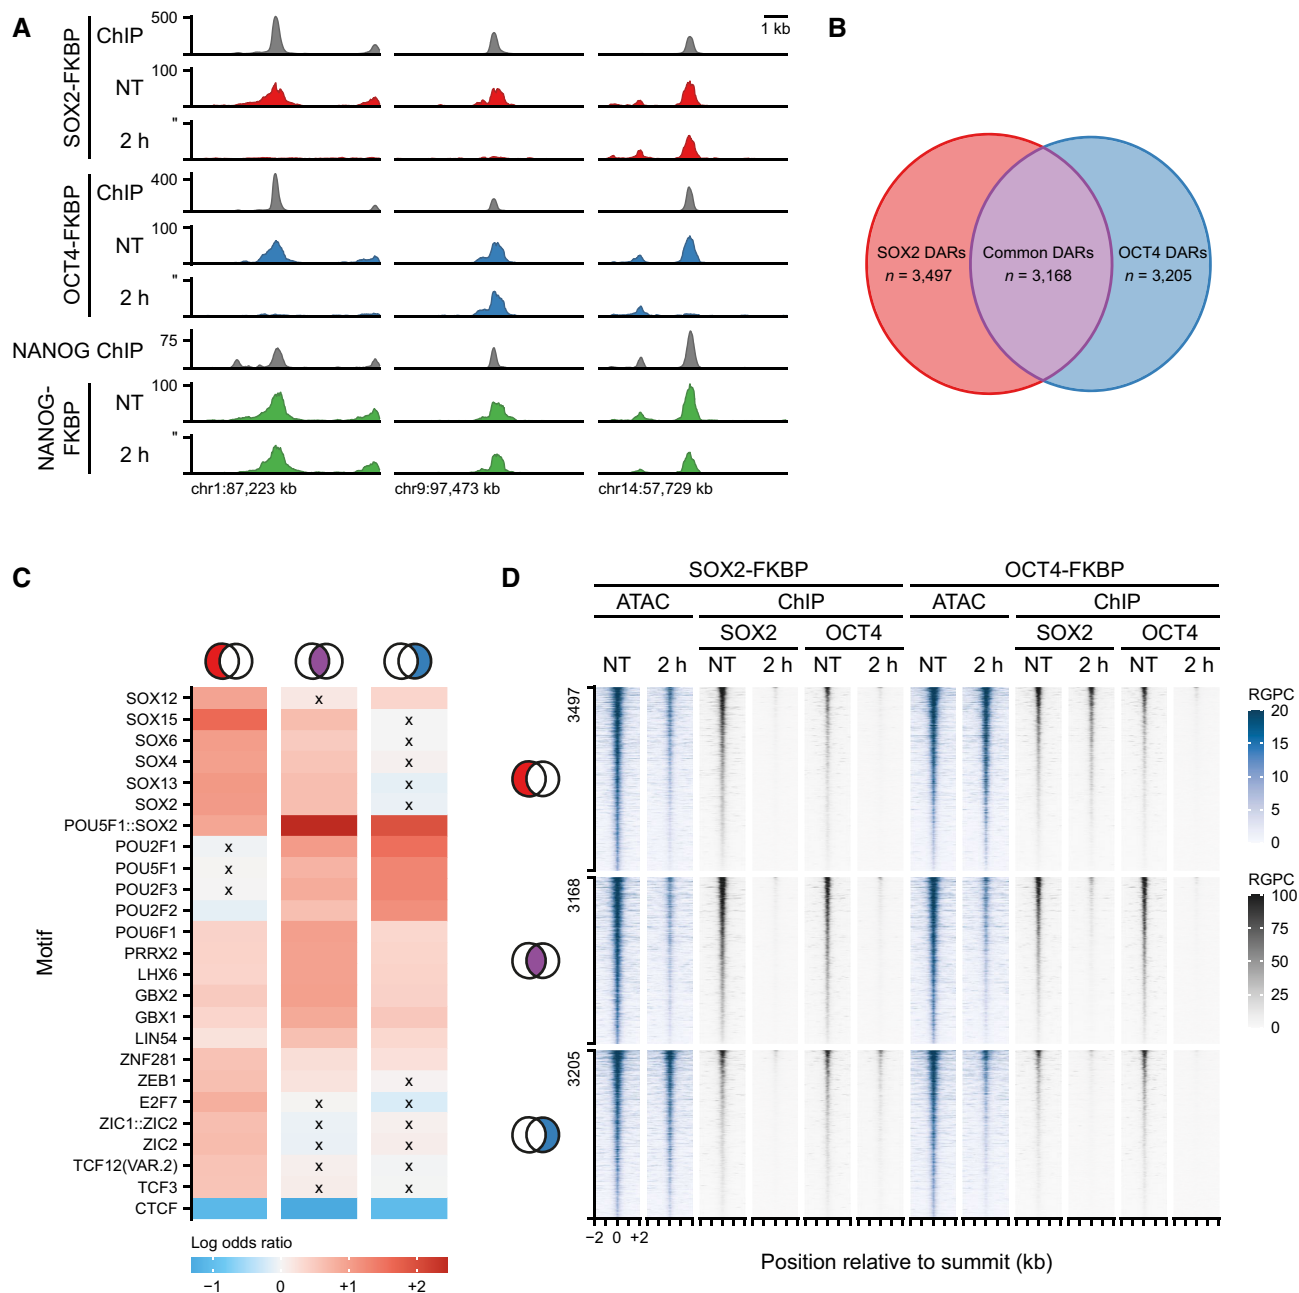 A
SOX2-FKBP
ChIP
500
NT
100
2 h
"
1 kb
OCT4-FKBP
ChIP
400
NT
100
2 h
"
NANOG ChIP
75
NANOG-
FKBP
NT
100
2 h
"
chr1:87,223 kb
chr9:97,473 kb
chr14:57,729 kb
B
SOX2 DARs
n = 3,497
Common DARs
n = 3,168
OCT4 DARs
n = 3,205
C
Motif
SOX12 x
SOX15 x
SOX6 x
SOX4 x
SOX13 x
SOX2 x
POU5F1::SOX2
POU2F1 x
POU5F1 x
POU2F3 x
POU2F2
POU6F1
PRRX2
LHX6
GBX2
GBX1
LIN54
ZNF281
ZEB1 x
E2F7 x x
ZIC1::ZIC2 x x
ZIC2 x x
TCF12(VAR.2) x x
TCF3 x x
CTCF
Log odds ratio
−1 0 +1 +2
D
SOX2-FKBP OCT4-FKBP
ATAC ChIP ATAC ChIP
SOX2 OCT4 SOX2 OCT4
NT 2 h NT 2 h NT 2 h NT 2 h NT 2 h NT 2 h
3497
3168
3205
RGPC
20
15
10
5
0
RGPC
100
75
50
25
0
−2 0 +2
Position relative to summit (kb)